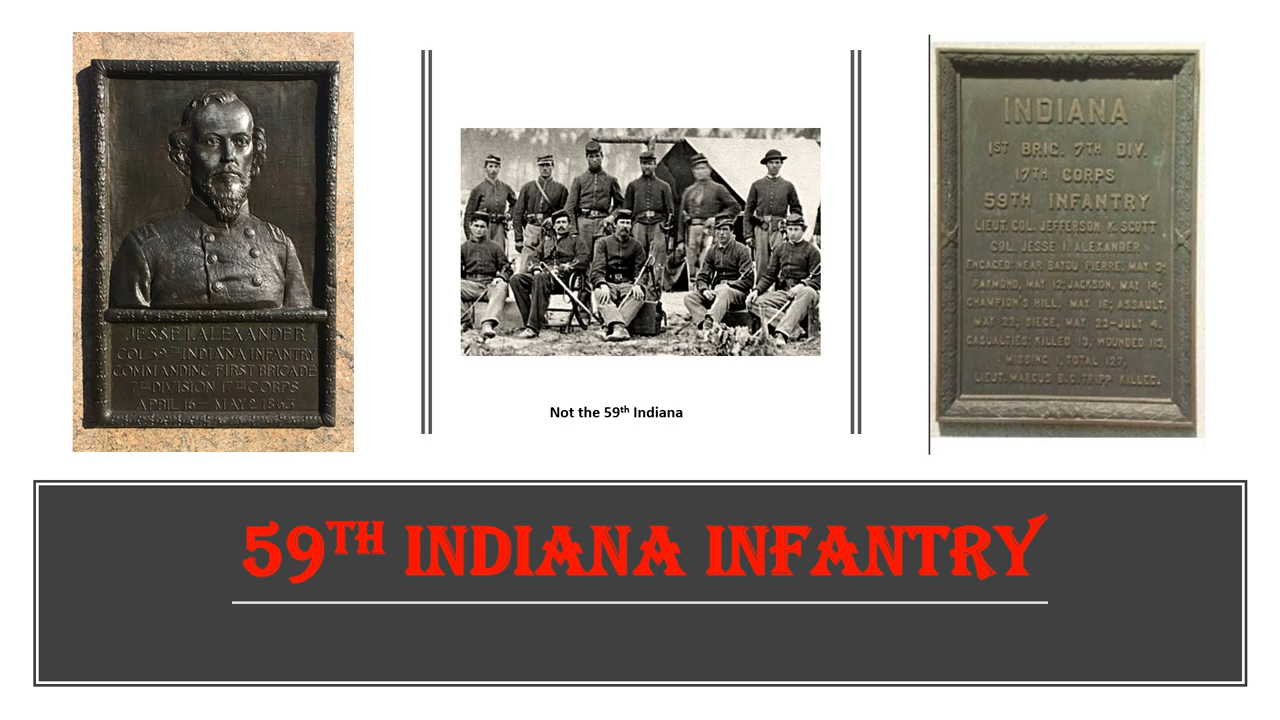 JESSE I. ALEXANDER
COL 59TH INDIANA INFANTRY
COMMANDING FIRST BRIGADE
7TH DIVISION 17TH CORPS
APRIL 16 — MAY 2 1863
Not the 59th Indiana
INDIANA
1ST BRIG. 7TH DIV.
17TH CORPS
59TH INFANTRY
LIEUT. COL. JEFFERSON K. SCOTT
COL. JESSE I. ALEXANDER
ENGAGED: NEAR BAYOU PIERRE, MAY 3;
RAYMOND, MAY 12; JACKSON, MAY 14;
CHAMPION'S HILL, MAY 16; ASSAULT,
MAY 22; SIEGE, MAY 23-JULY 4.
CASUALTIES: KILLED 13, WOUNDED 113,
MISSING 1, TOTAL 127,
LIEUT. MARCUS B. C. TRIPP KILLED.
59TH INDIANA INFANTRY